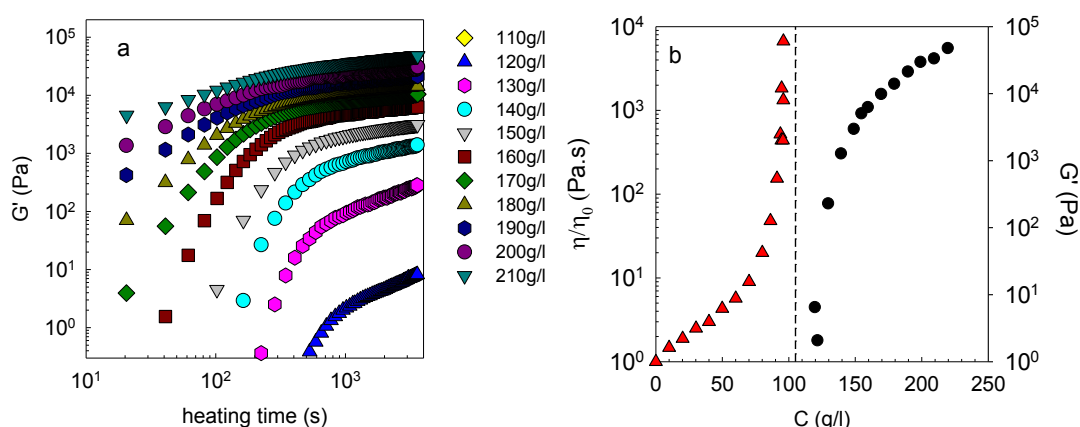 a
G' (Pa)
10⁵
10⁴
10³
10²
10¹
10⁰
10¹
10²
10³
heating time (s)
110g/l
120g/l
130g/l
140g/l
150g/l
160g/l
170g/l
180g/l
190g/l
200g/l
210g/l
b
η/η₀ (Pa.s)
10⁴
10³
10²
10¹
10⁰
0
50
100
150
200
250
C (g/l)
10⁵
10⁴
10³
10²
10¹
10⁰
G' (Pa)